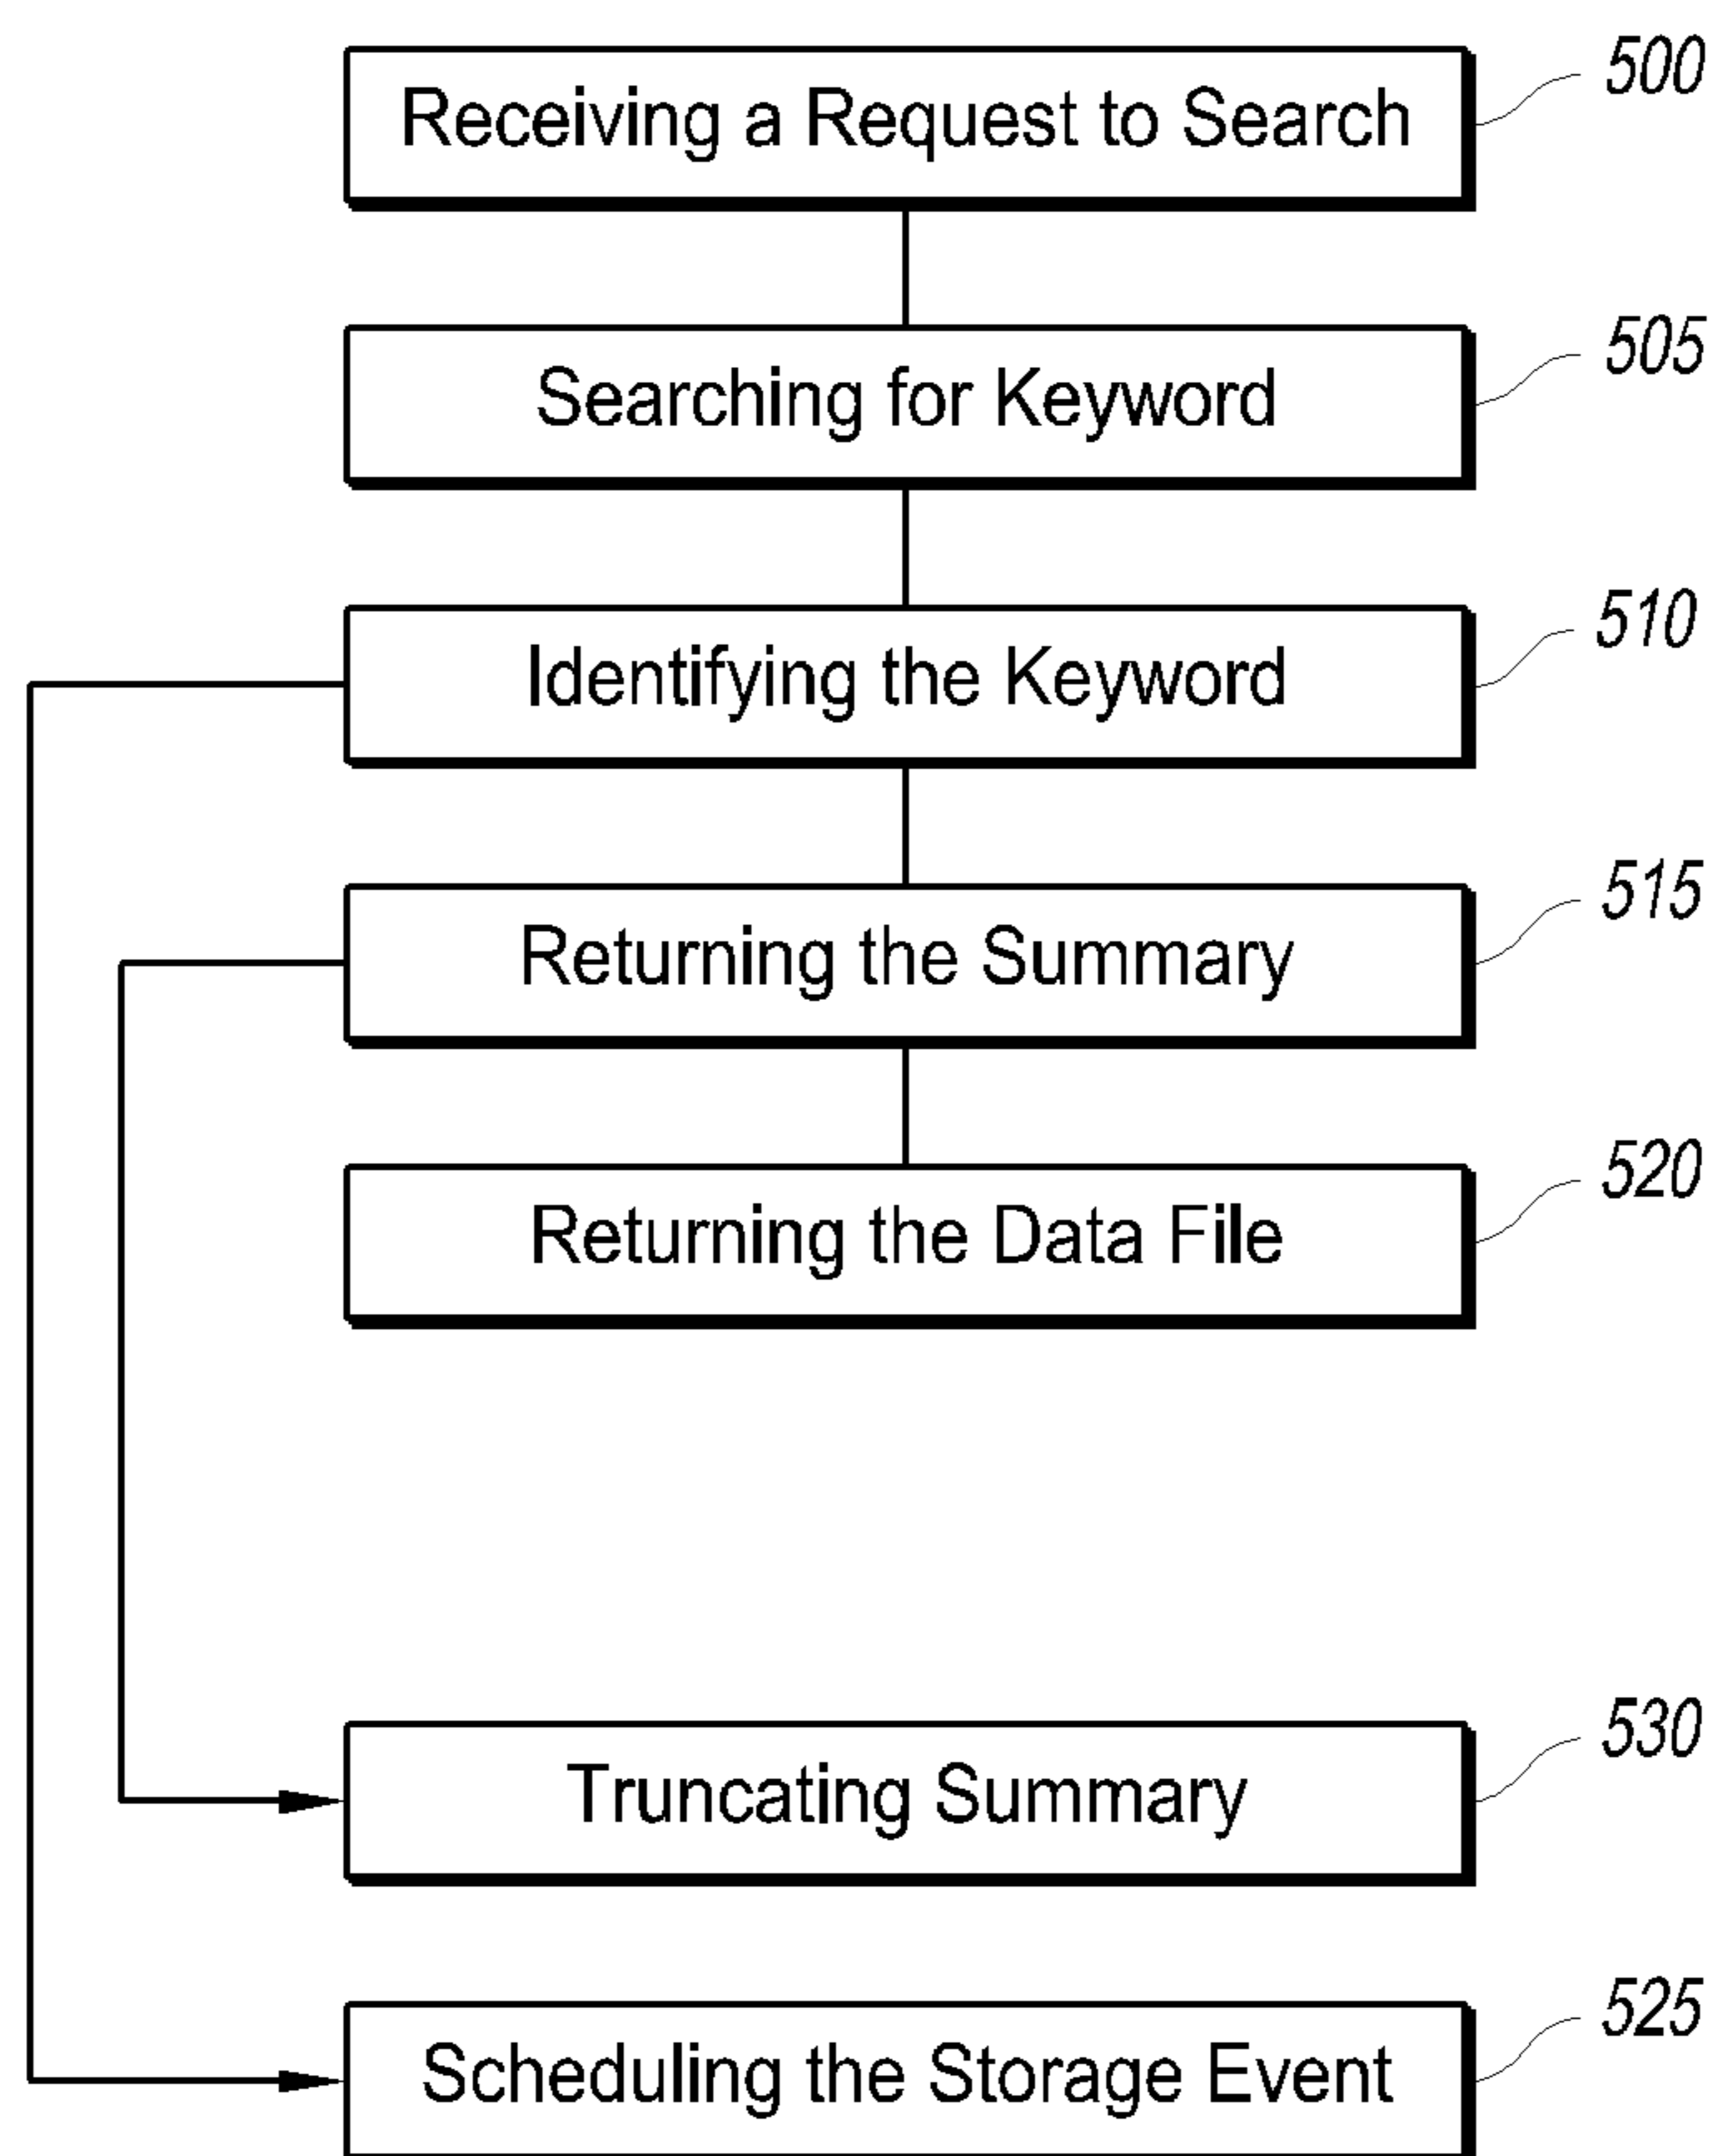 Receiving a Request to Search
500
Searching for Keyword
505
Identifying the Keyword
510
Returning the Summary
515
Returning the Data File
520
Truncating Summary
530
Scheduling the Storage Event
525